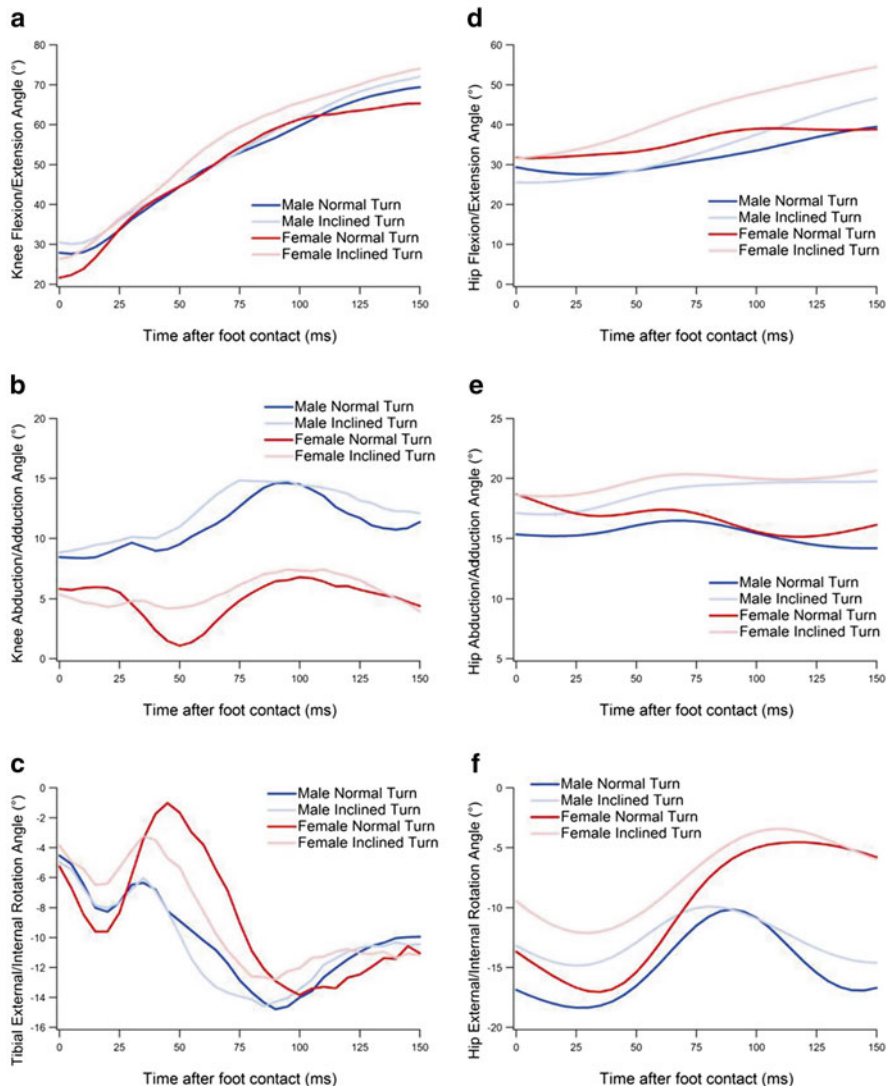 a
Knee Flexion/Extension Angle (°)
80
70
60
50
40
30
20
Male Normal Turn
Male Inclined Turn
Female Normal Turn
Female Inclined Turn
0 25 50 75 100 125 150
Time after foot contact (ms)
d
Hip Flexion/Extension Angle (°)
60
50
40
30
20
10
0
Male Normal Turn
Male Inclined Turn
Female Normal Turn
Female Inclined Turn
0 25 50 75 100 125 150
Time after foot contact (ms)
b
Knee Abduction/Adduction Angle (°)
20
15
10
5
0
Male Normal Turn
Male Inclined Turn
Female Normal Turn
Female Inclined Turn
0 25 50 75 100 125 150
Time after foot contact (ms)
e
Hip Abduction/Adduction Angle (°)
25
20
15
10
5
Male Normal Turn
Male Inclined Turn
Female Normal Turn
Female Inclined Turn
0 25 50 75 100 125 150
Time after foot contact (ms)
c
Tibial External/Internal Rotation Angle (°)
0
-2
-4
-6
-8
-10
-12
-14
-16
Male Normal Turn
Male Inclined Turn
Female Normal Turn
Female Inclined Turn
0 25 50 75 100 125 150
Time after foot contact (ms)
f
Hip External/Internal Rotation Angle (°)
0
-5
-10
-15
-20
Male Normal Turn
Male Inclined Turn
Female Normal Turn
Female Inclined Turn
0 25 50 75 100 125 150
Time after foot contact (ms)